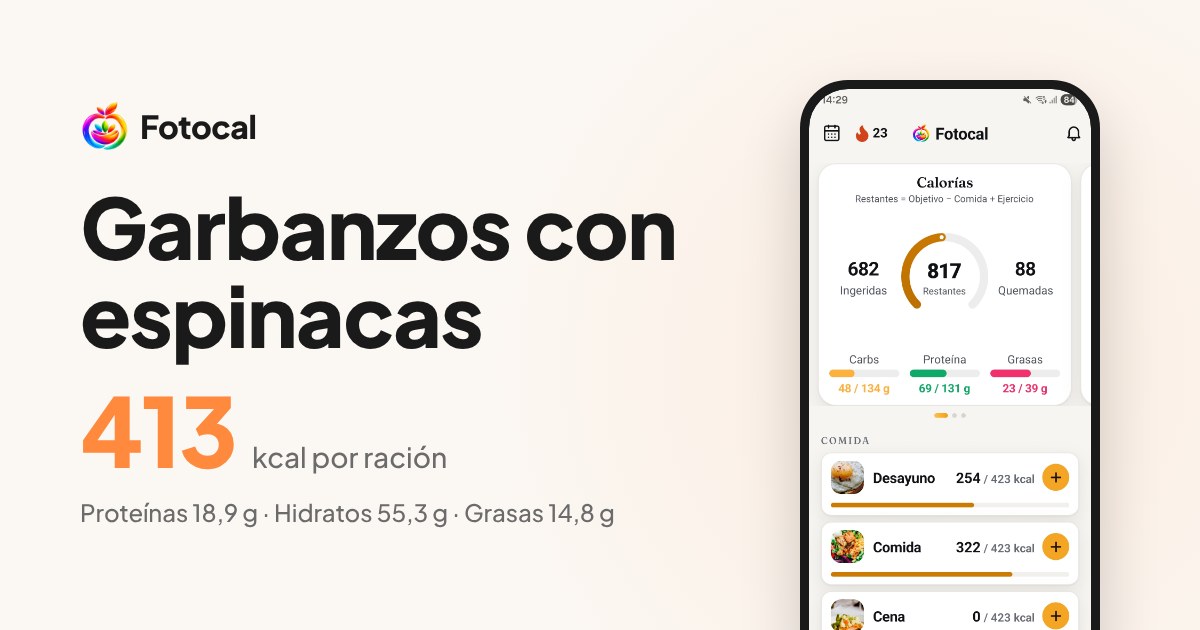 Fotocal
Garbanzos con
espinacas
413 kcal por ración
Proteínas 18,9 g · Hidratos 55,3 g · Grasas 14,8 g
14:29 84
23 Fotocal
Calorías
Restantes = Objetivo − Comida + Ejercicio
682 817 88
Ingeridas Restantes Quemadas
Carbs Proteína Grasas
48 / 134 g 69 / 131 g 23 / 39 g
COMIDA
Desayuno 254 / 423 kcal +
Comida 322 / 423 kcal +
Cena 0 / 423 kcal +